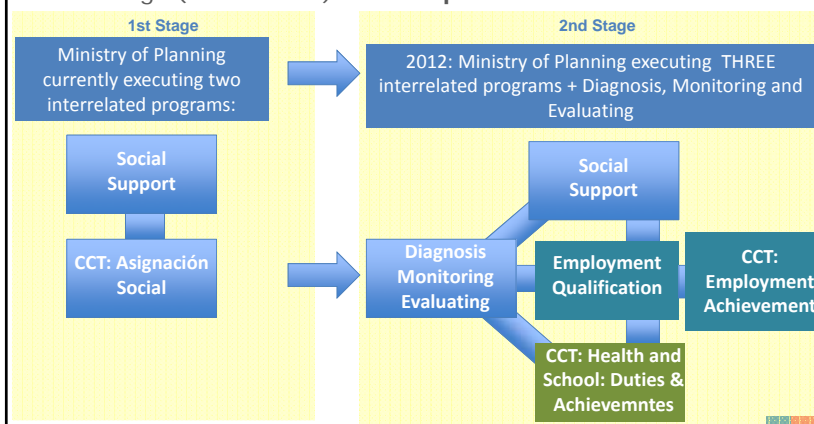 1st Stage
Ministry of Planning
currently executing two
interrelated programs:
Social
Support
CCT: Asignación
Social
2nd Stage
2012: Ministry of Planning executing THREE
interrelated programs + Diagnosis, Monitoring and
Evaluating
Social
Support
Diagnosis
Monitoring
Evaluating
Employment
Qualification
CCT:
Employment
Achievement
CCT: Health and
School: Duties &
Achievemntes